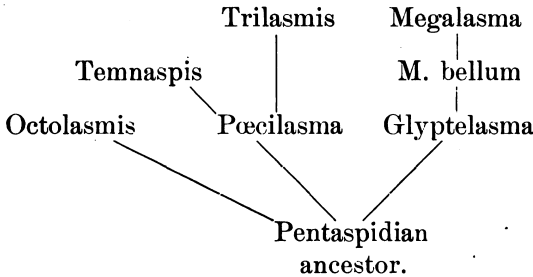 Trilasmis Megalasma
Temnaspis M. bellum
Octolasmis Pœcilasma Glyptelasma
Pentaspidian
ancestor.